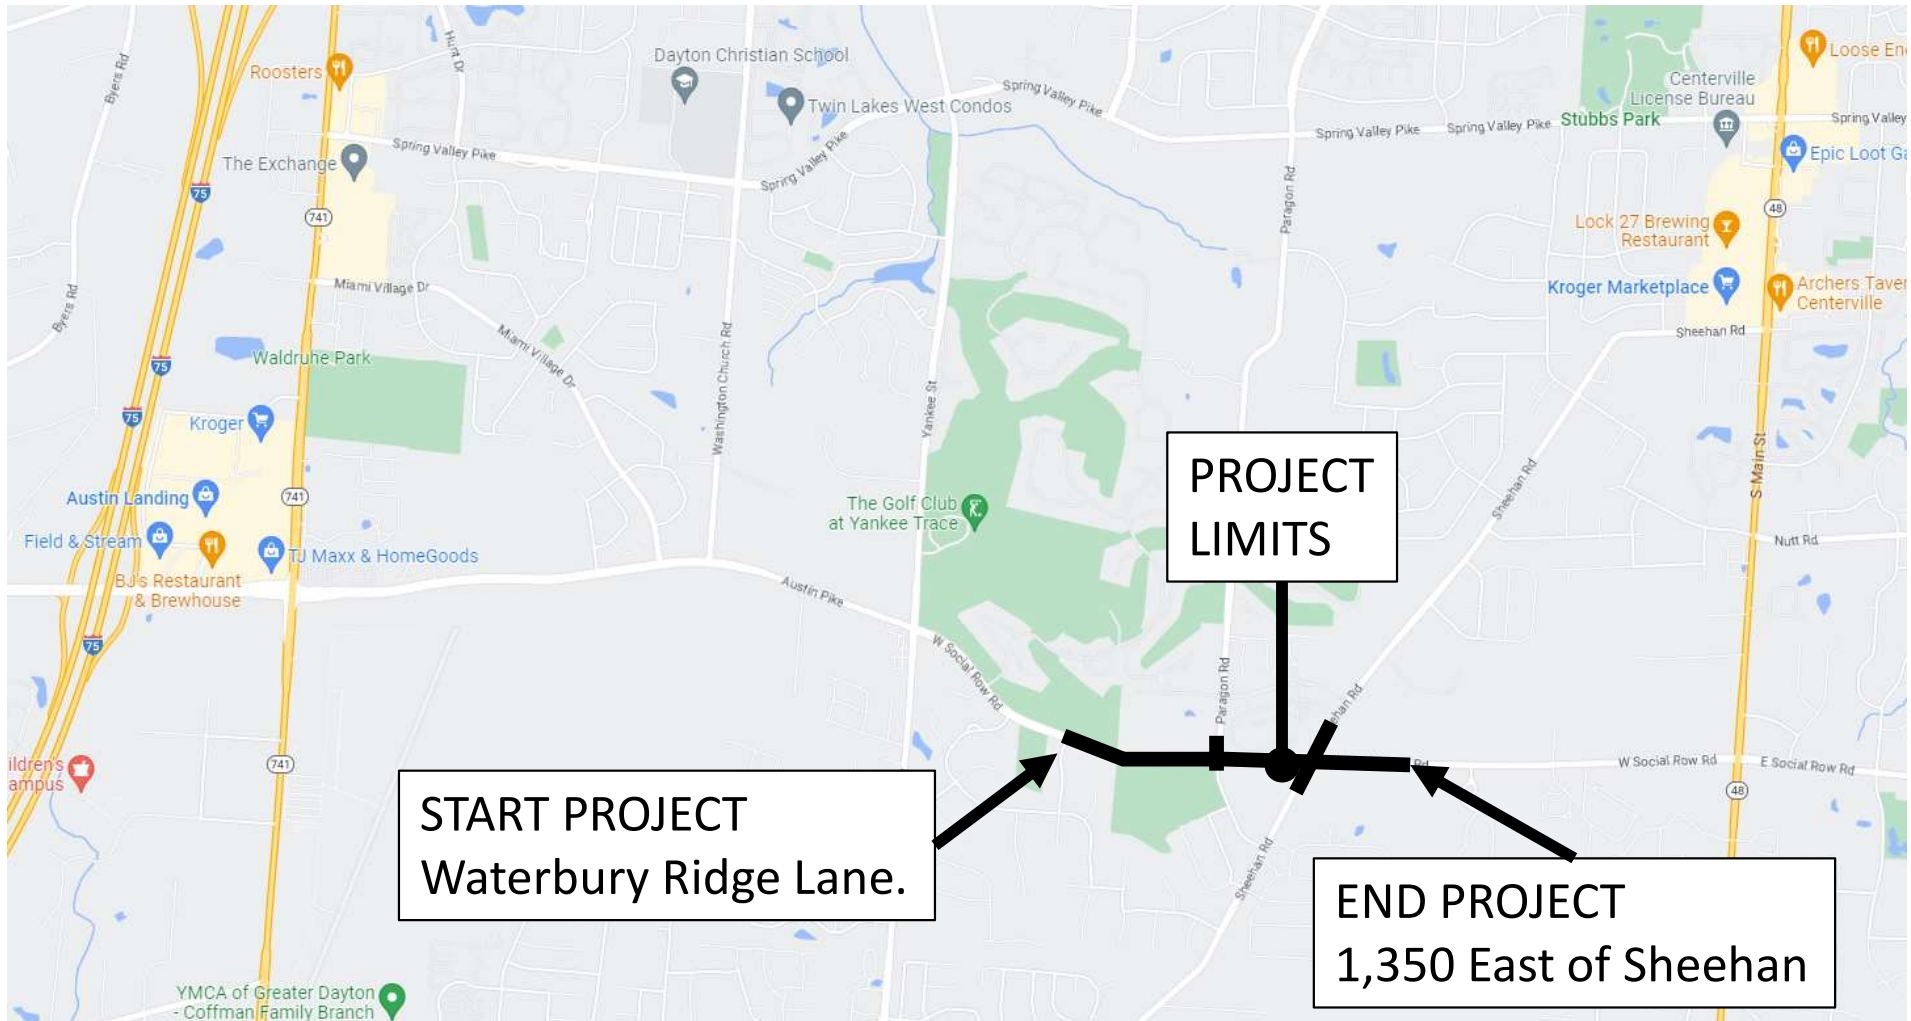 Hunt Dr
Byers Rd
Roosters
Dayton Christian School
Loose En
Centerville
License Bureau
Twin Lakes West Condos
Spring Valley Pike
Stubbs Park
Spring Valley Pike
Spring Valley Pike
Spring Valley
Spring Valley Pike
The Exchange
Spring Valley Pike
Epic Loot Ga
75
741
Paragon Rd
48
Lock 27 Brewing
Restaurant
Miami Village Dr
Kroger Marketplace
Archers Taver
Centerville
Byers Rd
Sheehan Rd
Miami Village Dr
Waldruhe Park
75
Washington Church Rd
Yankee St
75
Kroger
S Main St
PROJECT
LIMITS
Sheehan Rd
Austin Landing
741
The Golf Club
at Yankee Trace
Field & Stream
TJ Maxx & HomeGoods
Nutt Rd
BJ's Restaurant
& Brewhouse
Austin Pike
75
W Social Row Rd
Paragon Rd
ehan Rd
ildren's
ampus
741
Rd
W Social Row Rd
E Social Row Rd
48
START PROJECT
Waterbury Ridge Lane.
Sheehan Rd
END PROJECT
1,350 East of Sheehan
YMCA of Greater Dayton
- Coffman Family Branch